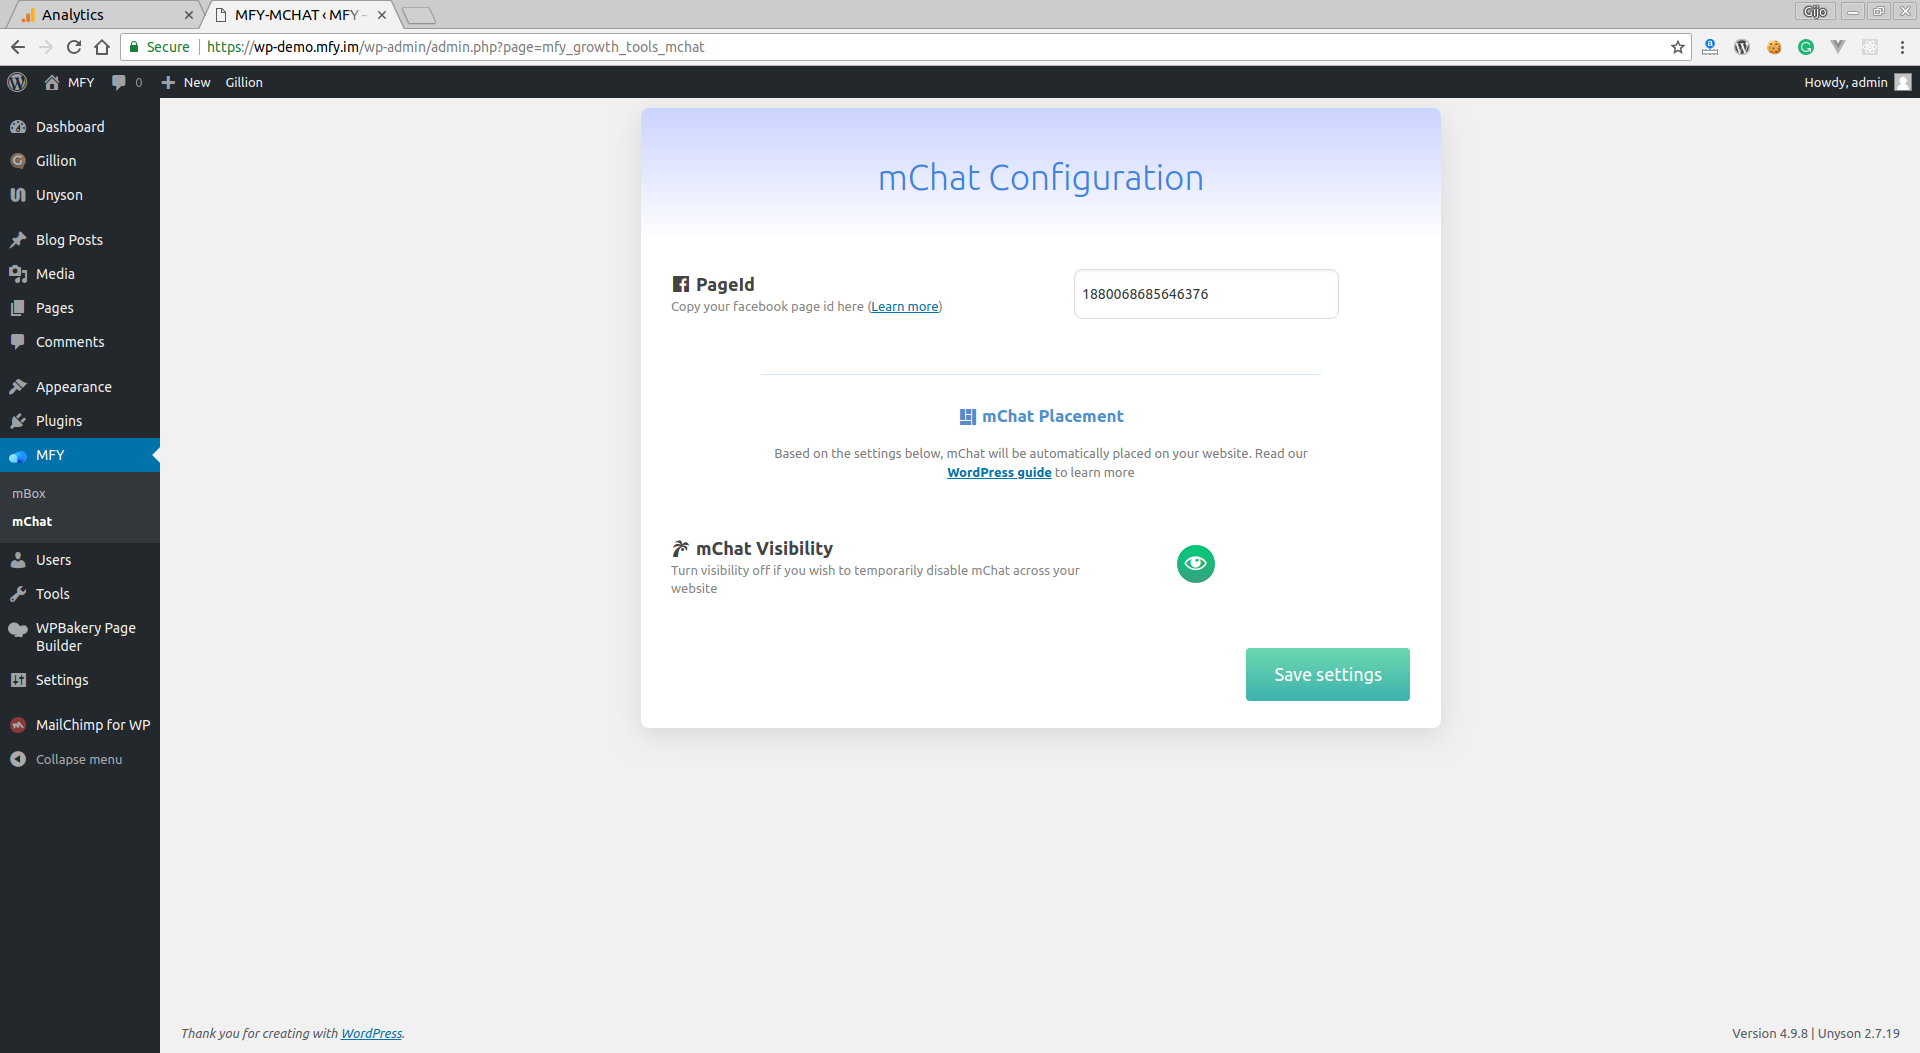 Analytics
MFY-MCHAT ‹ MFY –
Gijo
Secure
https://wp-demo.mfy.im/wp-admin/admin.php?page=mfy_growth_tools_mchat
MFY
0
New
Gillion
Howdy, admin
Dashboard
Gillion
Unyson
Blog Posts
Media
Pages
Comments
Appearance
Plugins
MFY
mBox
mChat
Users
Tools
WPBakery Page
Builder
Settings
MailChimp for WP
Collapse menu
mChat Configuration
PageId
Copy your facebook page id here (Learn more)
1880068685646376
mChat Placement
Based on the settings below, mChat will be automatically placed on your website. Read our
WordPress guide to learn more
mChat Visibility
Turn visibility off if you wish to temporarily disable mChat across your
website
Save settings
Thank you for creating with WordPress.
Version 4.9.8 | Unyson 2.7.19